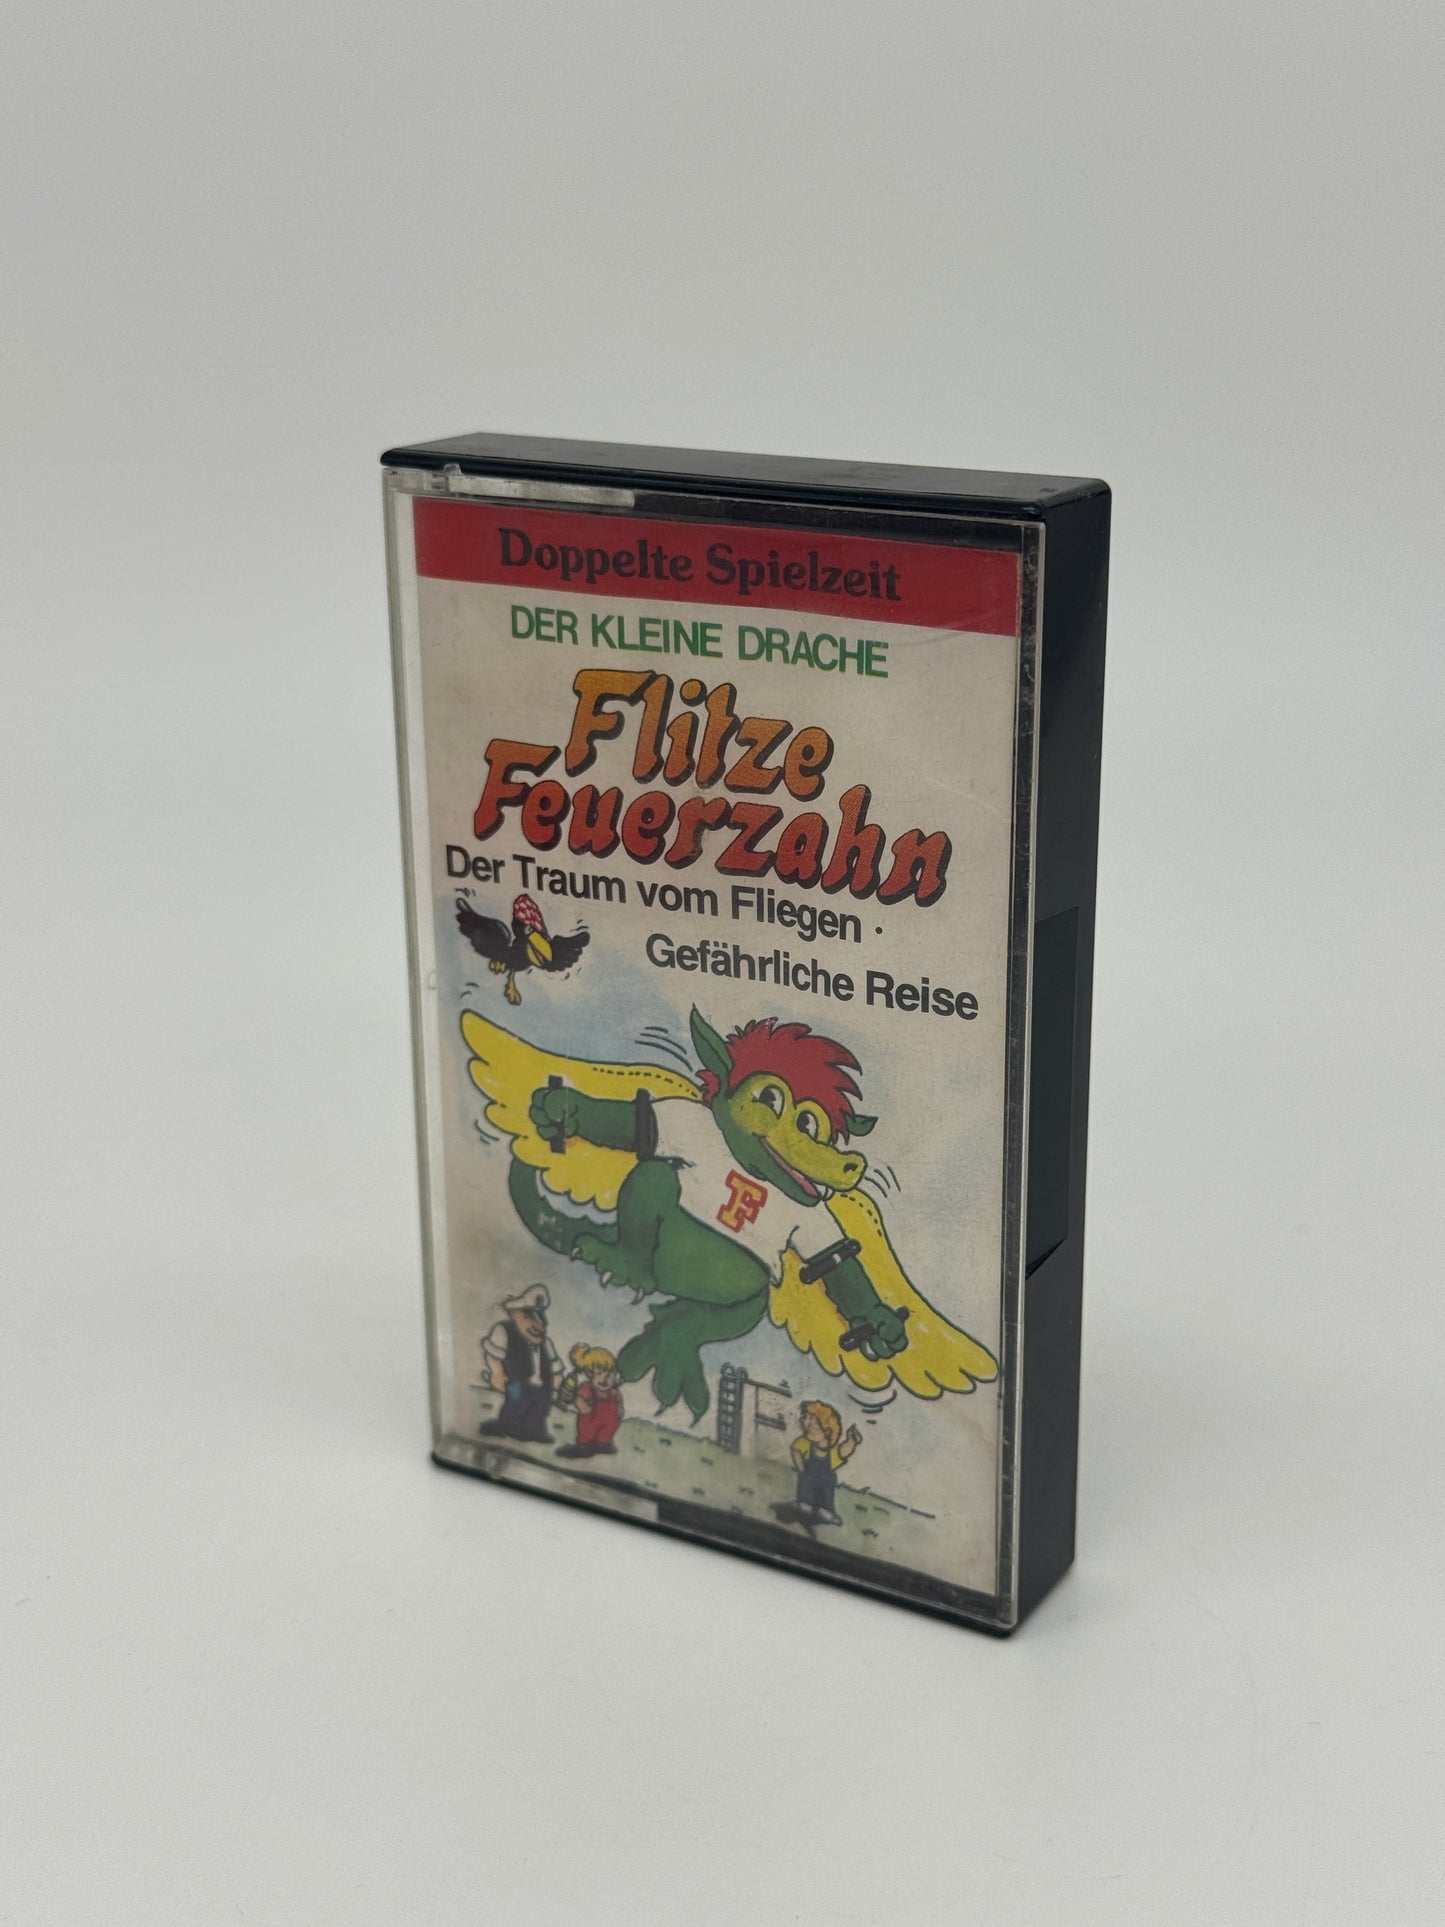 Doppelte Spielzeit
DER KLEINE DRACHE
Flitze
Feuerzahn
Der Traum vom Fliegen ·
Gefährliche Reise
F